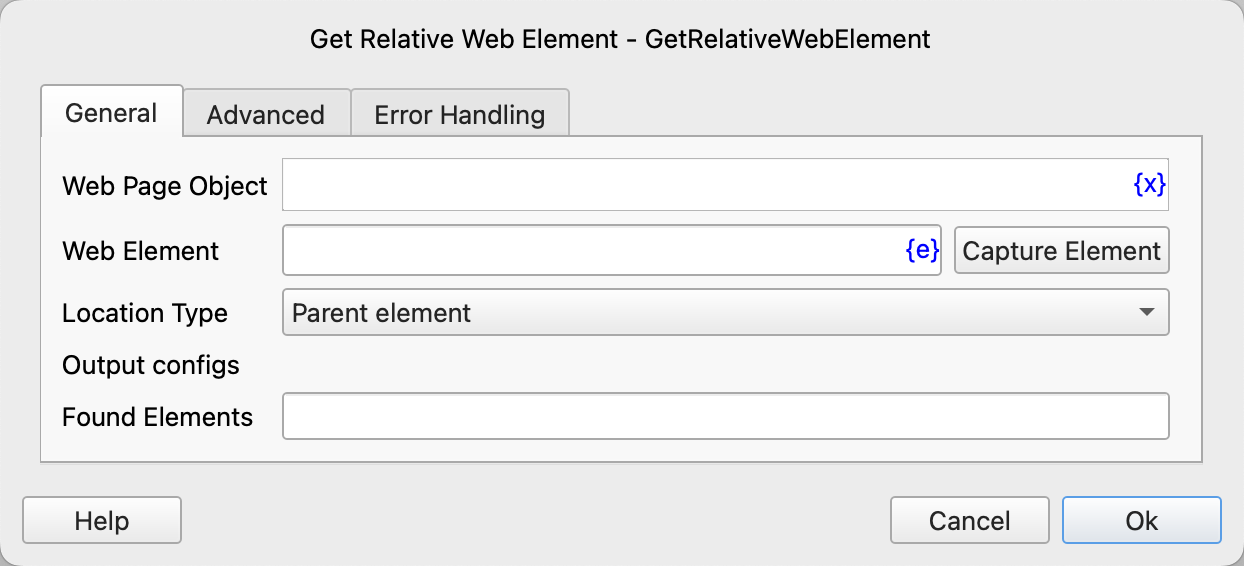 Get Relative Web Element - GetRelativeWebElement
General Advanced Error Handling
Web Page Object {x}
Web Element {e} Capture Element
Location Type Parent element
Output configs
Found Elements
Help Cancel Ok